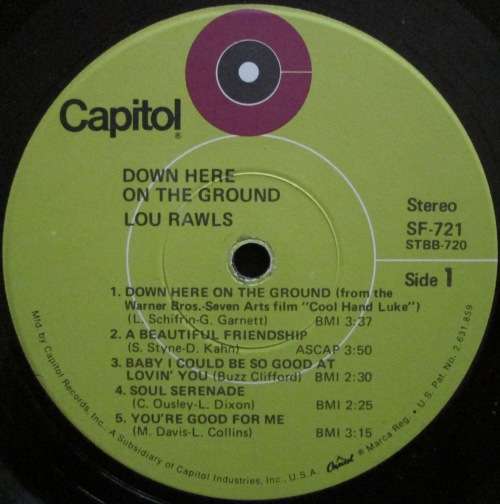 Capitol®
DOWN HERE
ON THE GROUND
LOU RAWLS
Stereo
SF-721
STBB-720
Side 1
1. DOWN HERE ON THE GROUND (from the
Warner Bros.-Seven Arts film "Cool Hand Luke")
(L. Schifrin-G. Garnett) BMI 3:37
2. A BEAUTIFUL FRIENDSHIP
(S. Styne-D. Kahn) ASCAP 3:50
3. BABY I COULD BE SO GOOD AT
LOVIN' YOU (Buzz Clifford) BMI 2:30
4. SOUL SERENADE
(C. Ousley-L. Dixon) BMI 2:25
5. YOU'RE GOOD FOR ME
(M. Davis-L. Collins) BMI 3:15
Mfd. by Capitol Records, Inc., A Subsidiary of Capitol Industries, Inc., U.S.A. Capitol ® Marca Reg. • U.S. Pat. No. 2,631,859